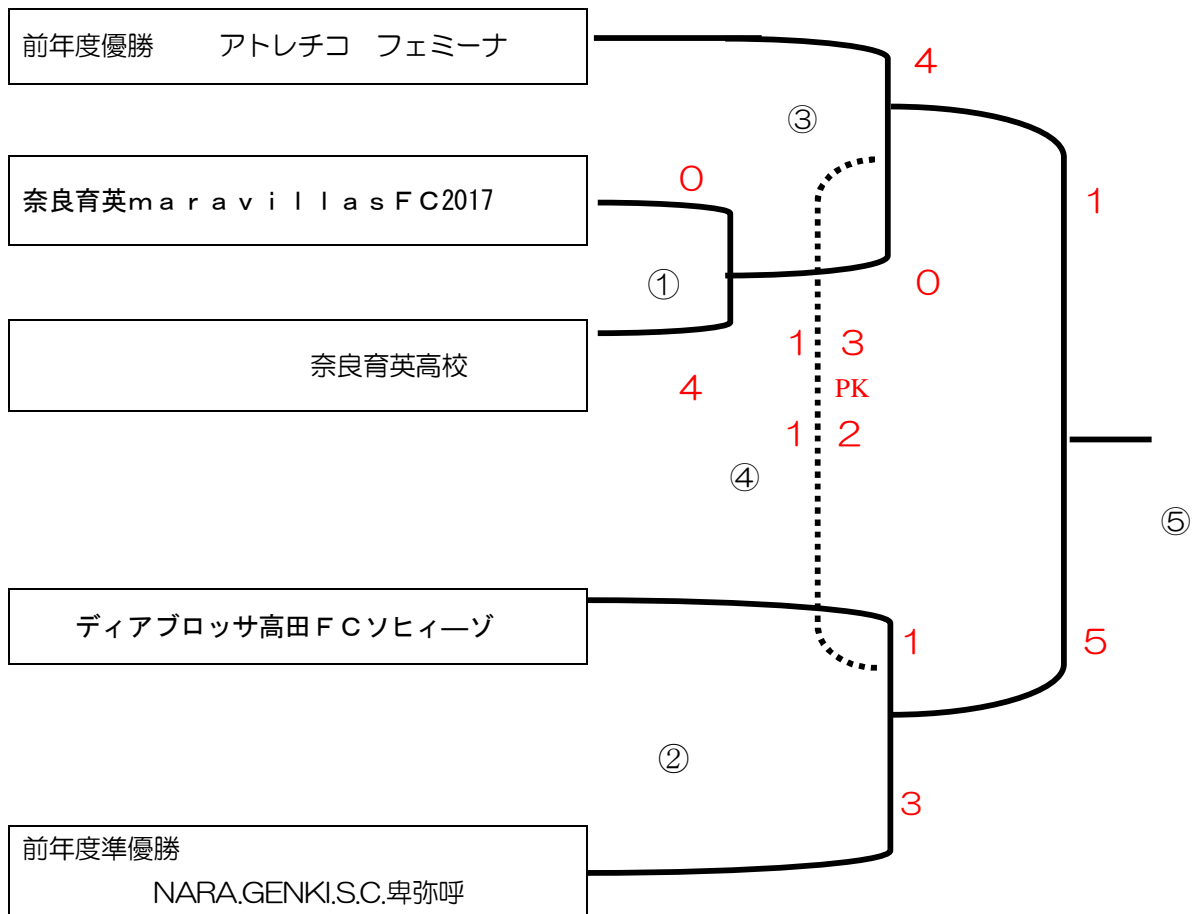 前年度優勝　　アトレチコ　フェミーナ
4
③
奈良育英ｍａｒａｖｉｌｌａｓＦＣ2017
0
1
①
0
奈良育英高校
4
1 3
PK
1 2
④
⑤
ディアブロッサ高田ＦＣソヒィ―ゾ
1
5
②
3
前年度準優勝
NARA.GENKI.S.C.卑弥呼